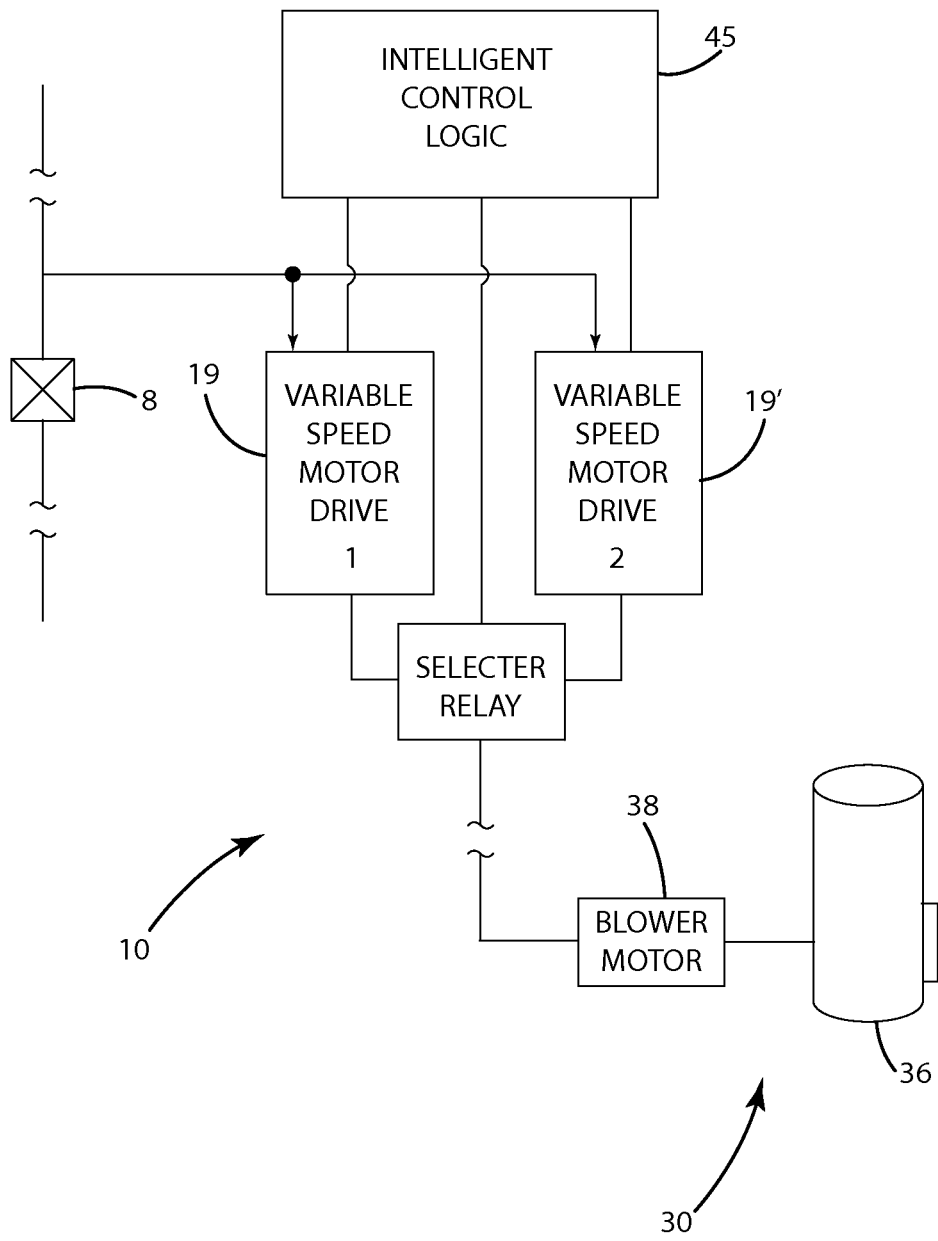 INTELLIGENT
CONTROL
LOGIC
45
8
19
VARIABLE
SPEED
MOTOR
DRIVE
1
VARIABLE
SPEED
MOTOR
DRIVE
2
19’
SELECTER
RELAY
10
38
BLOWER
MOTOR
36
30